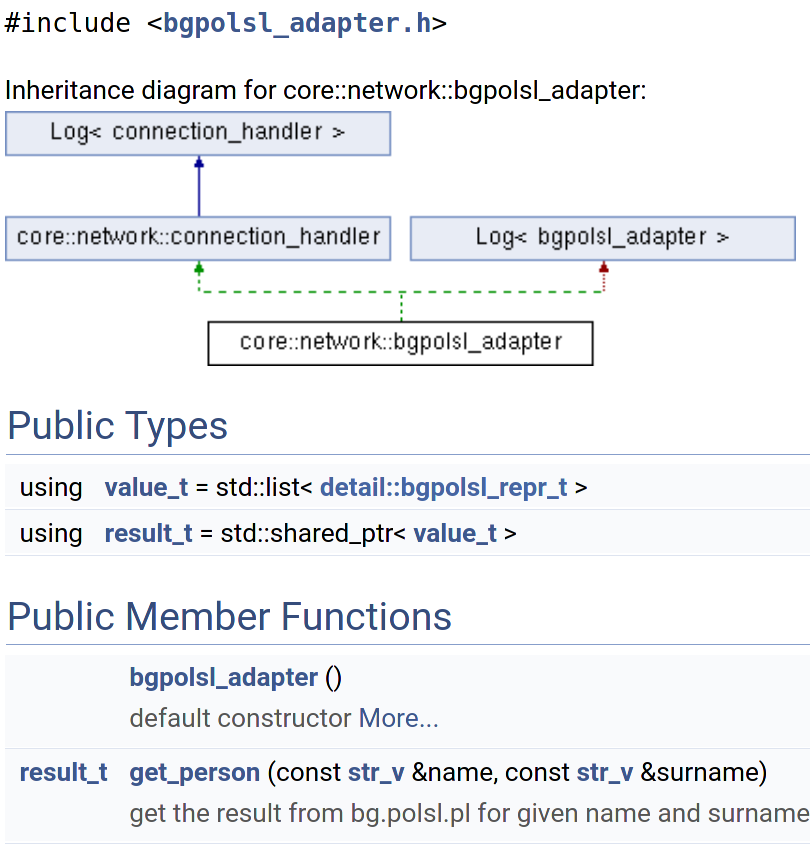 #include <bgpolsl_adapter.h>
Inheritance diagram for core::network::bgpolsl_adapter:
Log< connection_handler >
core::network::connection_handler
Log< bgpolsl_adapter >
core::network::bgpolsl_adapter
Public Types
using value_t = std::list< detail::bgpolsl_repr_t >
using result_t = std::shared_ptr< value_t >
Public Member Functions
bgpolsl_adapter ()
default constructor More...
result_t get_person (const str_v &name, const str_v &surname)
get the result from bg.polsl.pl for given name and surname